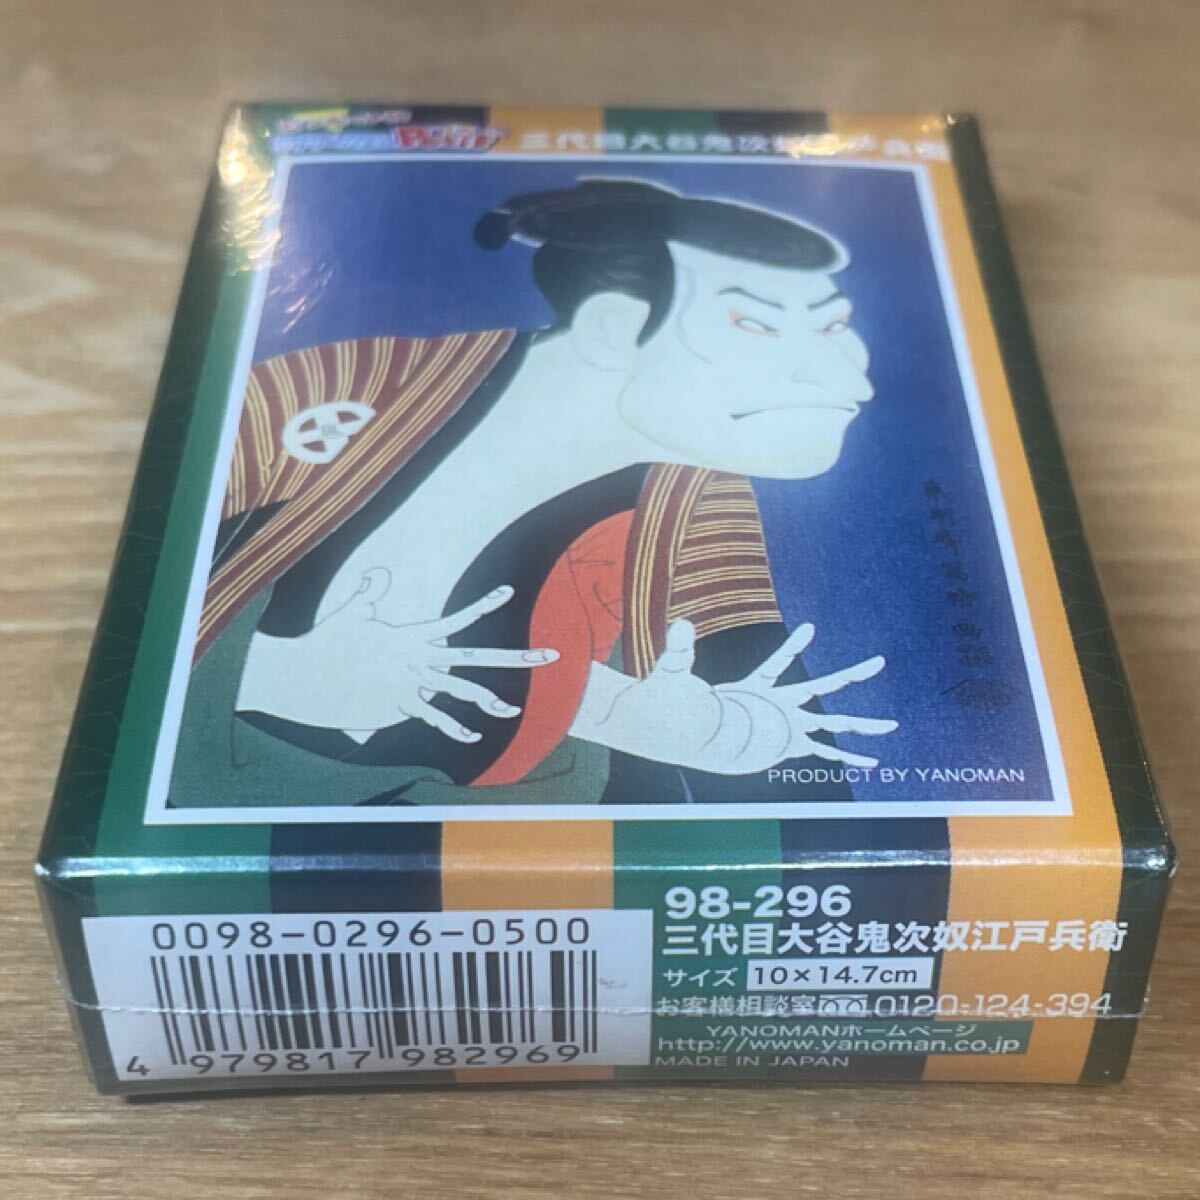 三代目大谷鬼次奴江戸兵衛
PRODUCT BY YANOMAN
98-296
三代目大谷鬼次奴江戸兵衛
サイズ 10×14.7cm
お客様相談室 0120-124-394
YANOMANホームページ
http://www.yanoman.co.jp
MADE IN JAPAN
0098-0296-0500
4 979817 982969